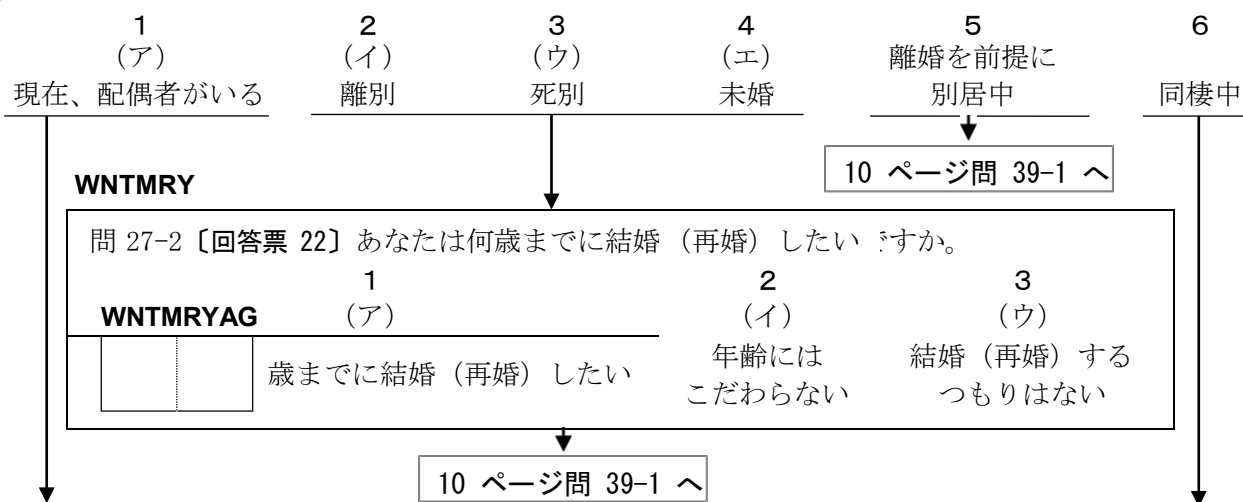 1 2 3 4 5 6
（ア） （イ） （ウ） （エ） 離婚を前提に
現在、配偶者がいる 離別 死別 未婚 別居中 同棲中
10 ページ問 39-1 へ
WNTMRY
問 27-2〔回答票 22〕あなたは何歳までに結婚（再婚）したい すか。
1 2 3
WNTMRYAG （ア） （イ） （ウ）
歳までに結婚（再婚）したい 年齢には 結婚（再婚）する
こだわらない つもりはない
10 ページ問 39-1 へ